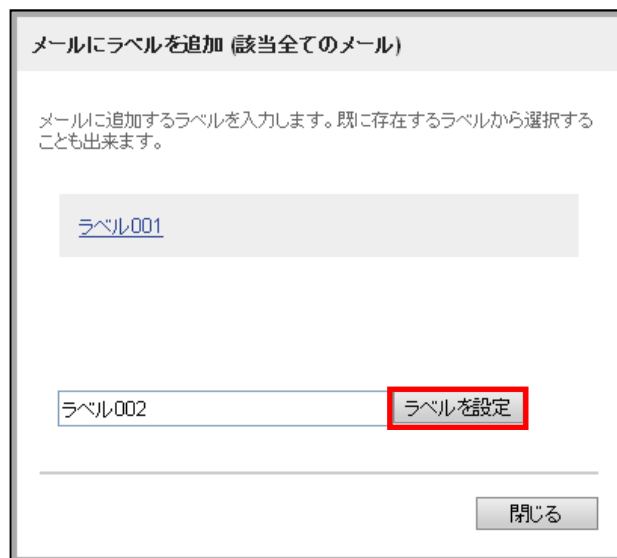 メールにラベルを追加 (該当全てのメール)
メールに追加するラベルを入力します。既に存在するラベルから選択する
ことも出来ます。
ラベル001
ラベル002
ラベルを設定
閉じる